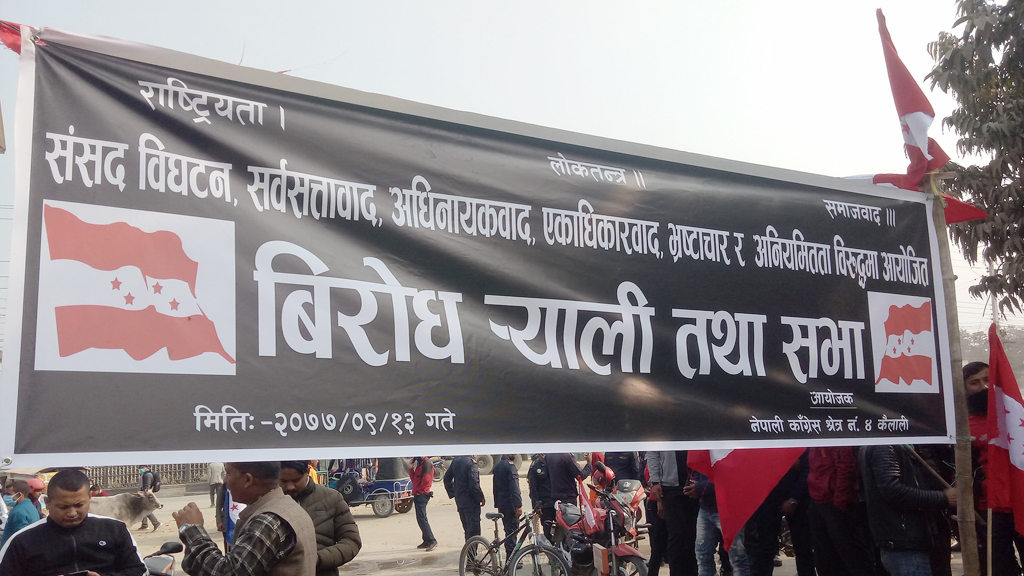 राष्ट्रियता ।
लोकतन्त्र ॥
समाजवाद ॥।
संसद विघटन, सर्वसत्तावाद, अधिनायकवाद, एकाधिकारवाद, भ्रष्टाचार र अनियमितता विरुद्धमा आयोजित
बिरोध र्‍याली तथा सभा
मितिः -२०७७/०९/१३ गते
आयोजक
नेपाली काँग्रेस क्षेत्र नं. ४ कैलाली